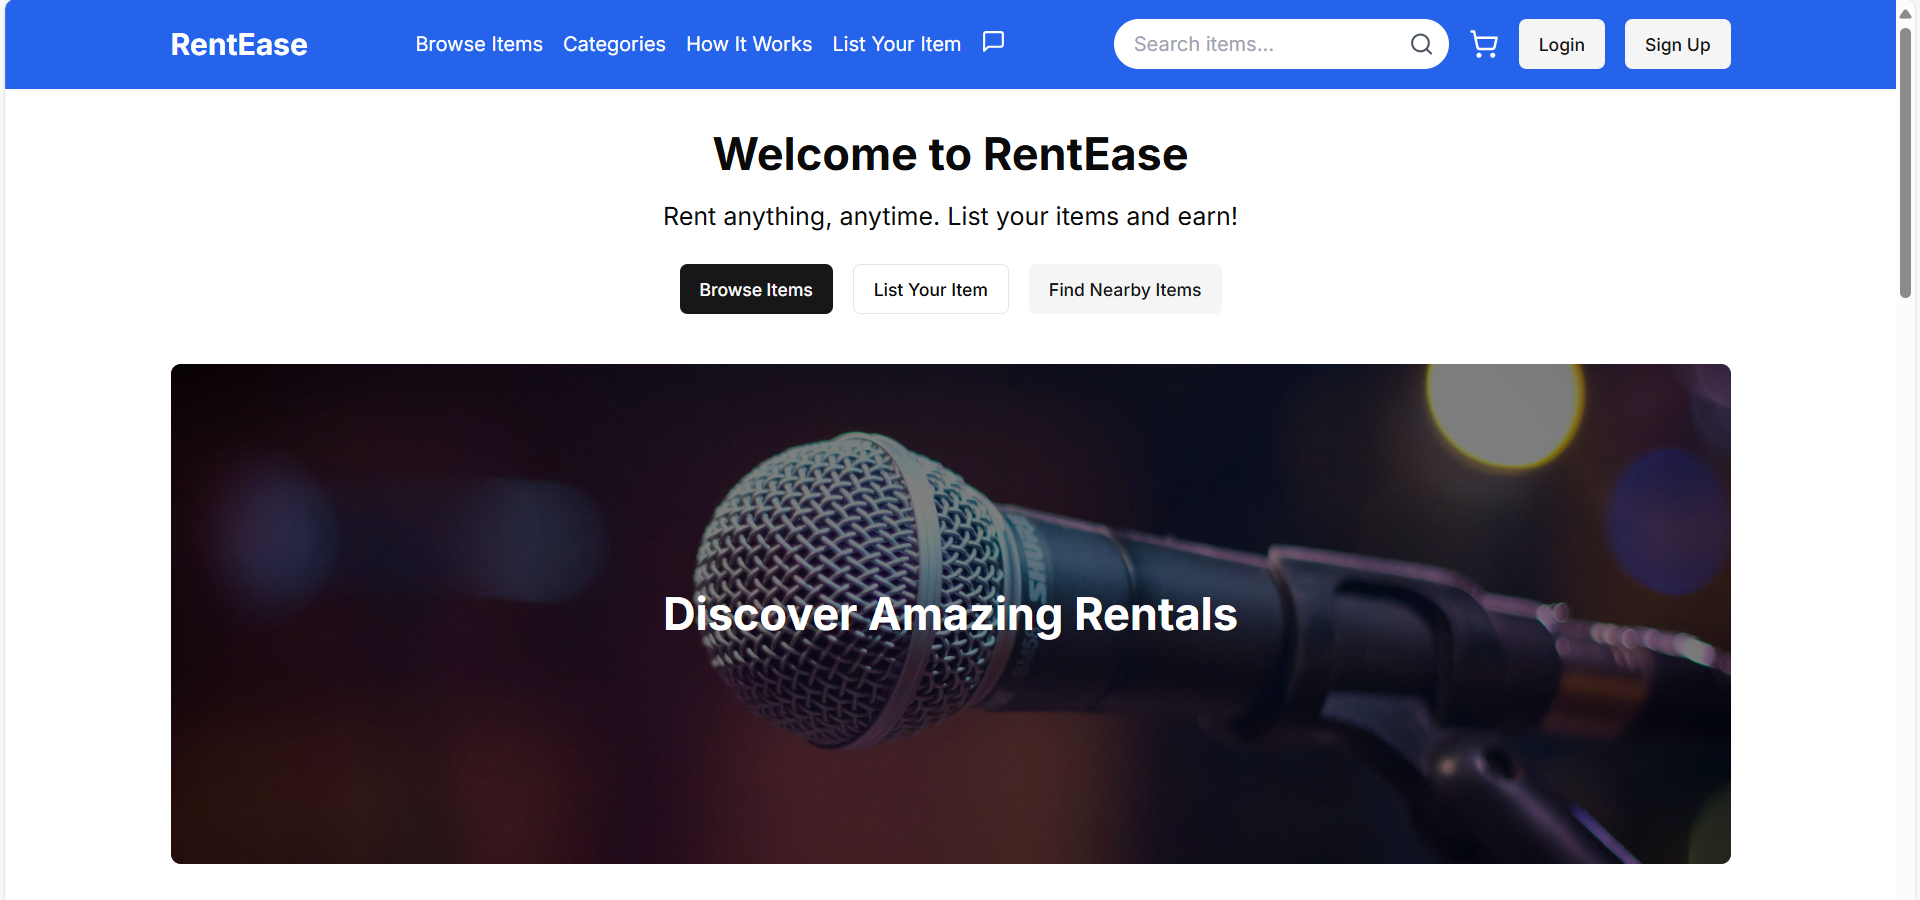 RentEase
Browse Items
Categories
How It Works
List Your Item
Search items...
Login
Sign Up
Welcome to RentEase
Rent anything, anytime. List your items and earn!
Browse Items
List Your Item
Find Nearby Items
SHURE
Discover Amazing Rentals